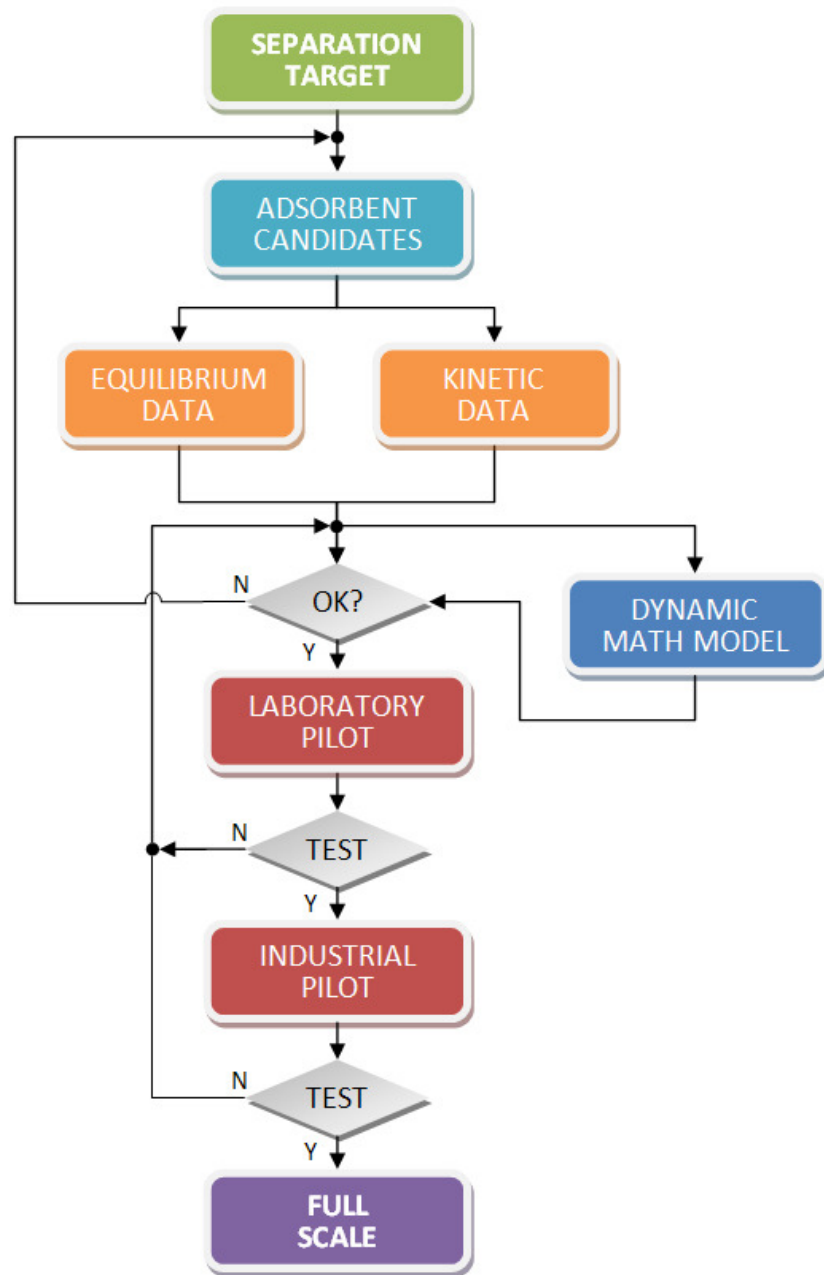 SEPARATION
TARGET
ADSORBENT
CANDIDATES
EQUILIBRIUM
DATA
KINETIC
DATA
N
OK?
Y
DYNAMIC
MATH MODEL
LABORATORY
PILOT
N
TEST
Y
INDUSTRIAL
PILOT
N
TEST
Y
FULL
SCALE